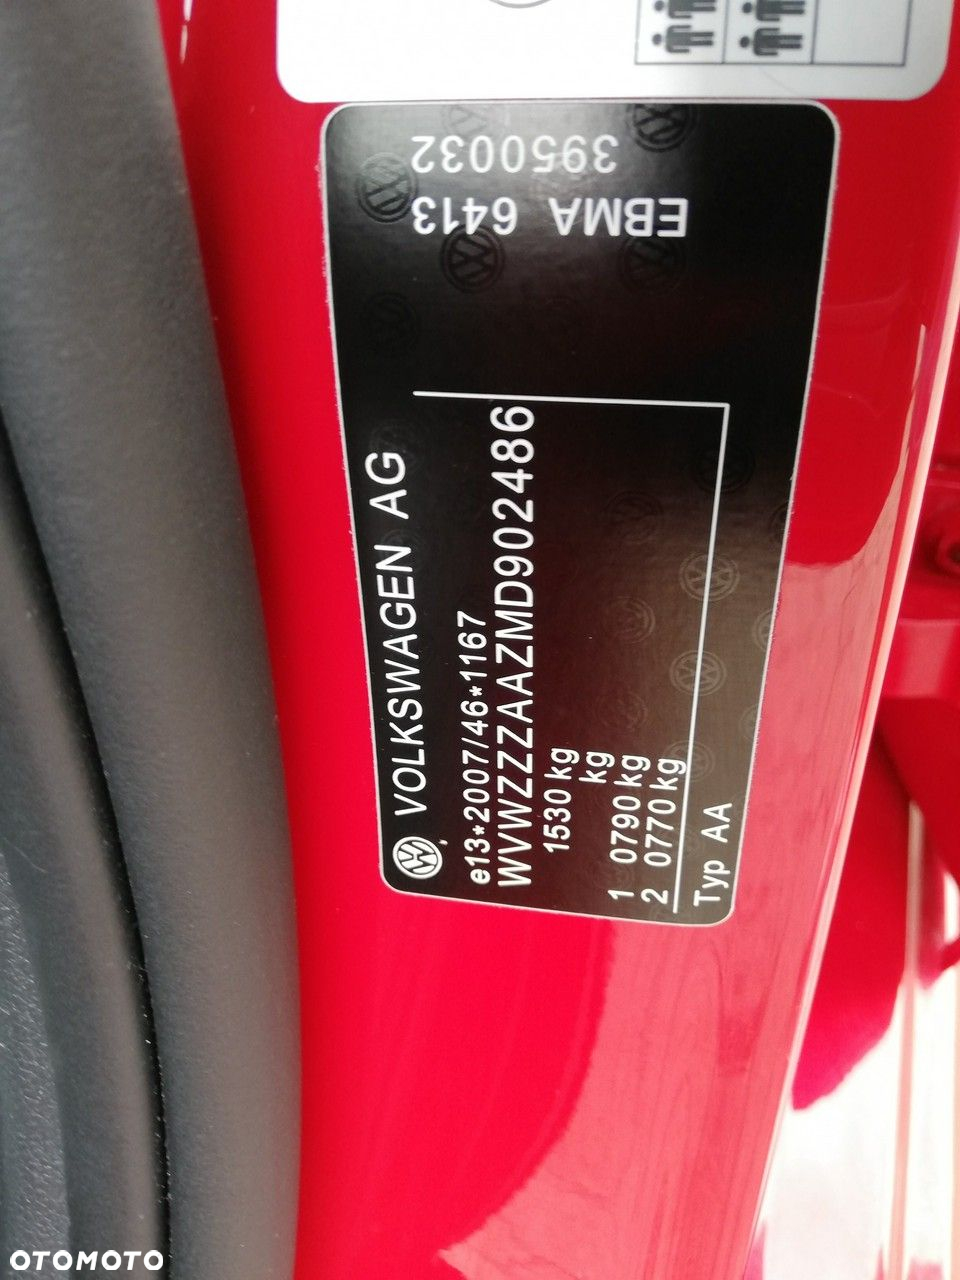 VOLKSWAGEN AG
e13*2007/46*1167
WVWZZZAAZMD902486
1530 kg
kg
1 0790 kg
2 0770 kg
Typ AA
EBMA 6413
3950032
OTOMOTO